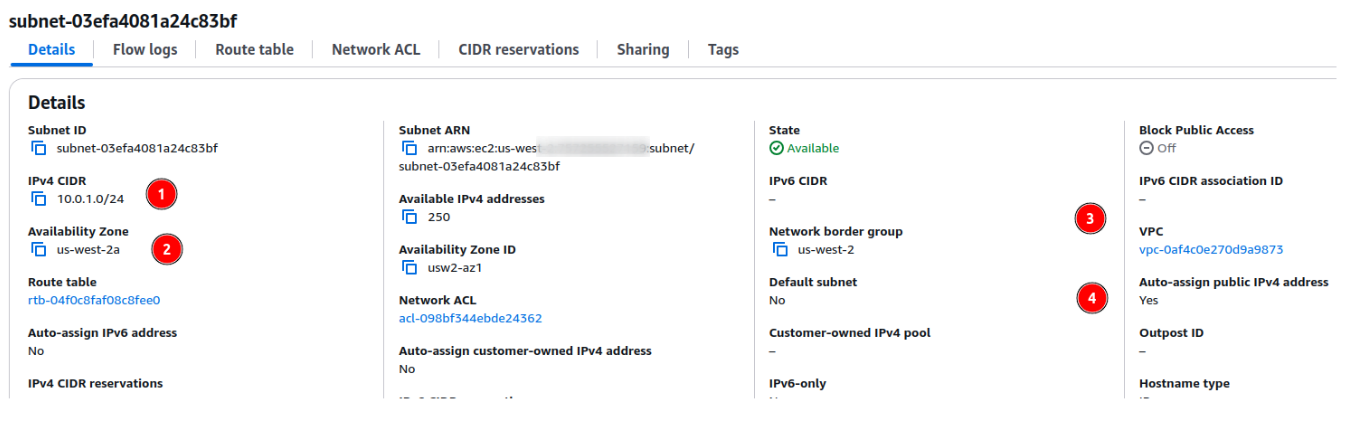 subnet-03efa4081a24c83bf
Details
Flow logs
Route table
Network ACL
CIDR reservations
Sharing
Tags
Details
Subnet ID
subnet-03efa4081a24c83bf
IPv4 CIDR
10.0.1.0/24
1
Availability Zone
us-west-2a
2
Route table
rtb-04f0c8faf08c8fee0
Auto-assign IPv6 address
No
IPv4 CIDR reservations
Subnet ARN
arn:aws:ec2:us-west :subnet/
subnet-03efa4081a24c83bf
Available IPv4 addresses
250
Availability Zone ID
usw2-az1
Network ACL
acl-098bf344ebde24362
Auto-assign customer-owned IPv4 address
No
State
Available
IPv6 CIDR
–
Network border group
us-west-2
Default subnet
No
Customer-owned IPv4 pool
–
IPv6-only
Block Public Access
Off
IPv6 CIDR association ID
–
3
VPC
vpc-0af4c0e270d9a9873
4
Auto-assign public IPv4 address
Yes
Outpost ID
–
Hostname type